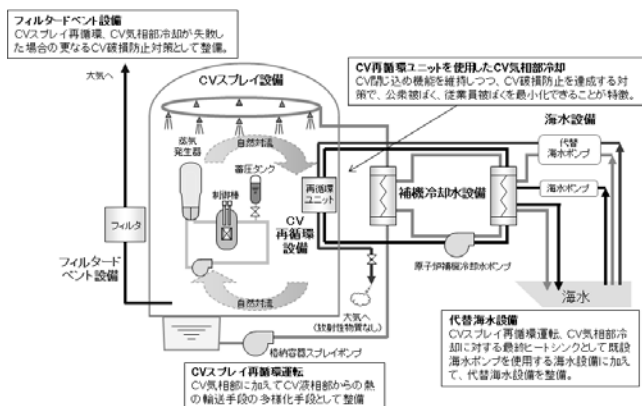 フィルタードベント設備
CVスプレイ再循環、CV気相部冷却が失敗し
た場合の更なるCV破損防止対策として整備。
大気へ
CVスプレイ設備
CV再循環ユニットを使用したCV気相部冷却
CV閉じ込め機能を維持しつつ、CV破損防止を達成する対
策で、公衆被ばく、従業員被ばくを最小化できることが特徴。
海水設備
蒸気
発生器
自然対流
蓄圧タンク
制御棒
再循環
ユニット
補機冷却水設備
代替
海水ポンプ
海水ポンプ
フィルタ
CV
再循環
設備
フィルタード
ベント設備
原子炉補機冷却水ポンプ
自然対流
大気へ
(放射性物質なし)
海水
格納容器スプレイポンプ
代替海水設備
CVスプレイ再循環運転、CV気相部冷
却に対する最終ヒートシンクとして既設
海水ポンプを使用する海水設備に加え
て、代替海水設備を整備。
CVスプレイ再循環運転
CV気相部に加えてCV液相部からの熱
の輸送手段の多様化手段として整備